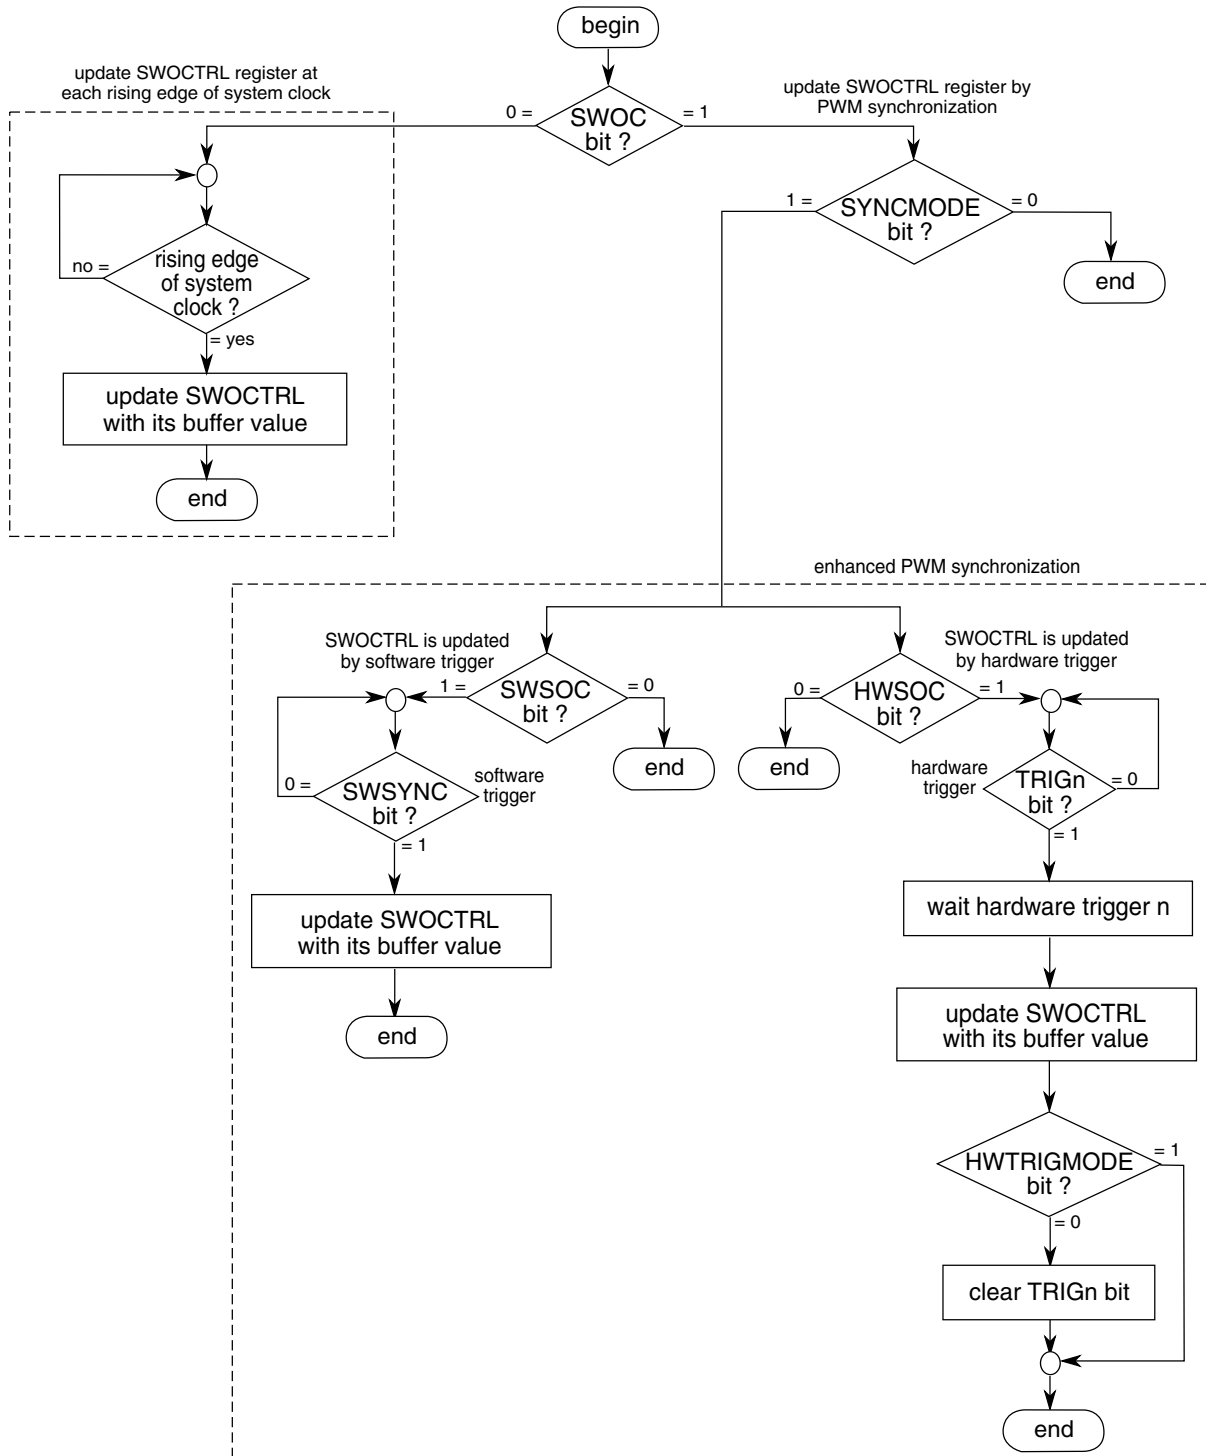 begin
update SWOCTRL register at
each rising edge of system clock
update SWOCTRL register by
PWM synchronization
0 =
SWOC
bit ?
= 1
1 =
SYNCMODE
bit ?
= 0
end
no =
rising edge
of system
clock ?
= yes
update SWOCTRL
with its buffer value
end
enhanced PWM synchronization
SWOCTRL is updated
by software trigger
1 =
SWSOC
bit ?
= 0
end
0 =
SWSYNC
bit ?
software
trigger
= 1
update SWOCTRL
with its buffer value
end
SWOCTRL is updated
by hardware trigger
0 =
HWSOC
bit ?
= 1
end
hardware
trigger
TRIGn
bit ?
= 0
= 1
wait hardware trigger n
update SWOCTRL
with its buffer value
HWTRIGMODE
bit ?
= 1
= 0
clear TRIGn bit
end